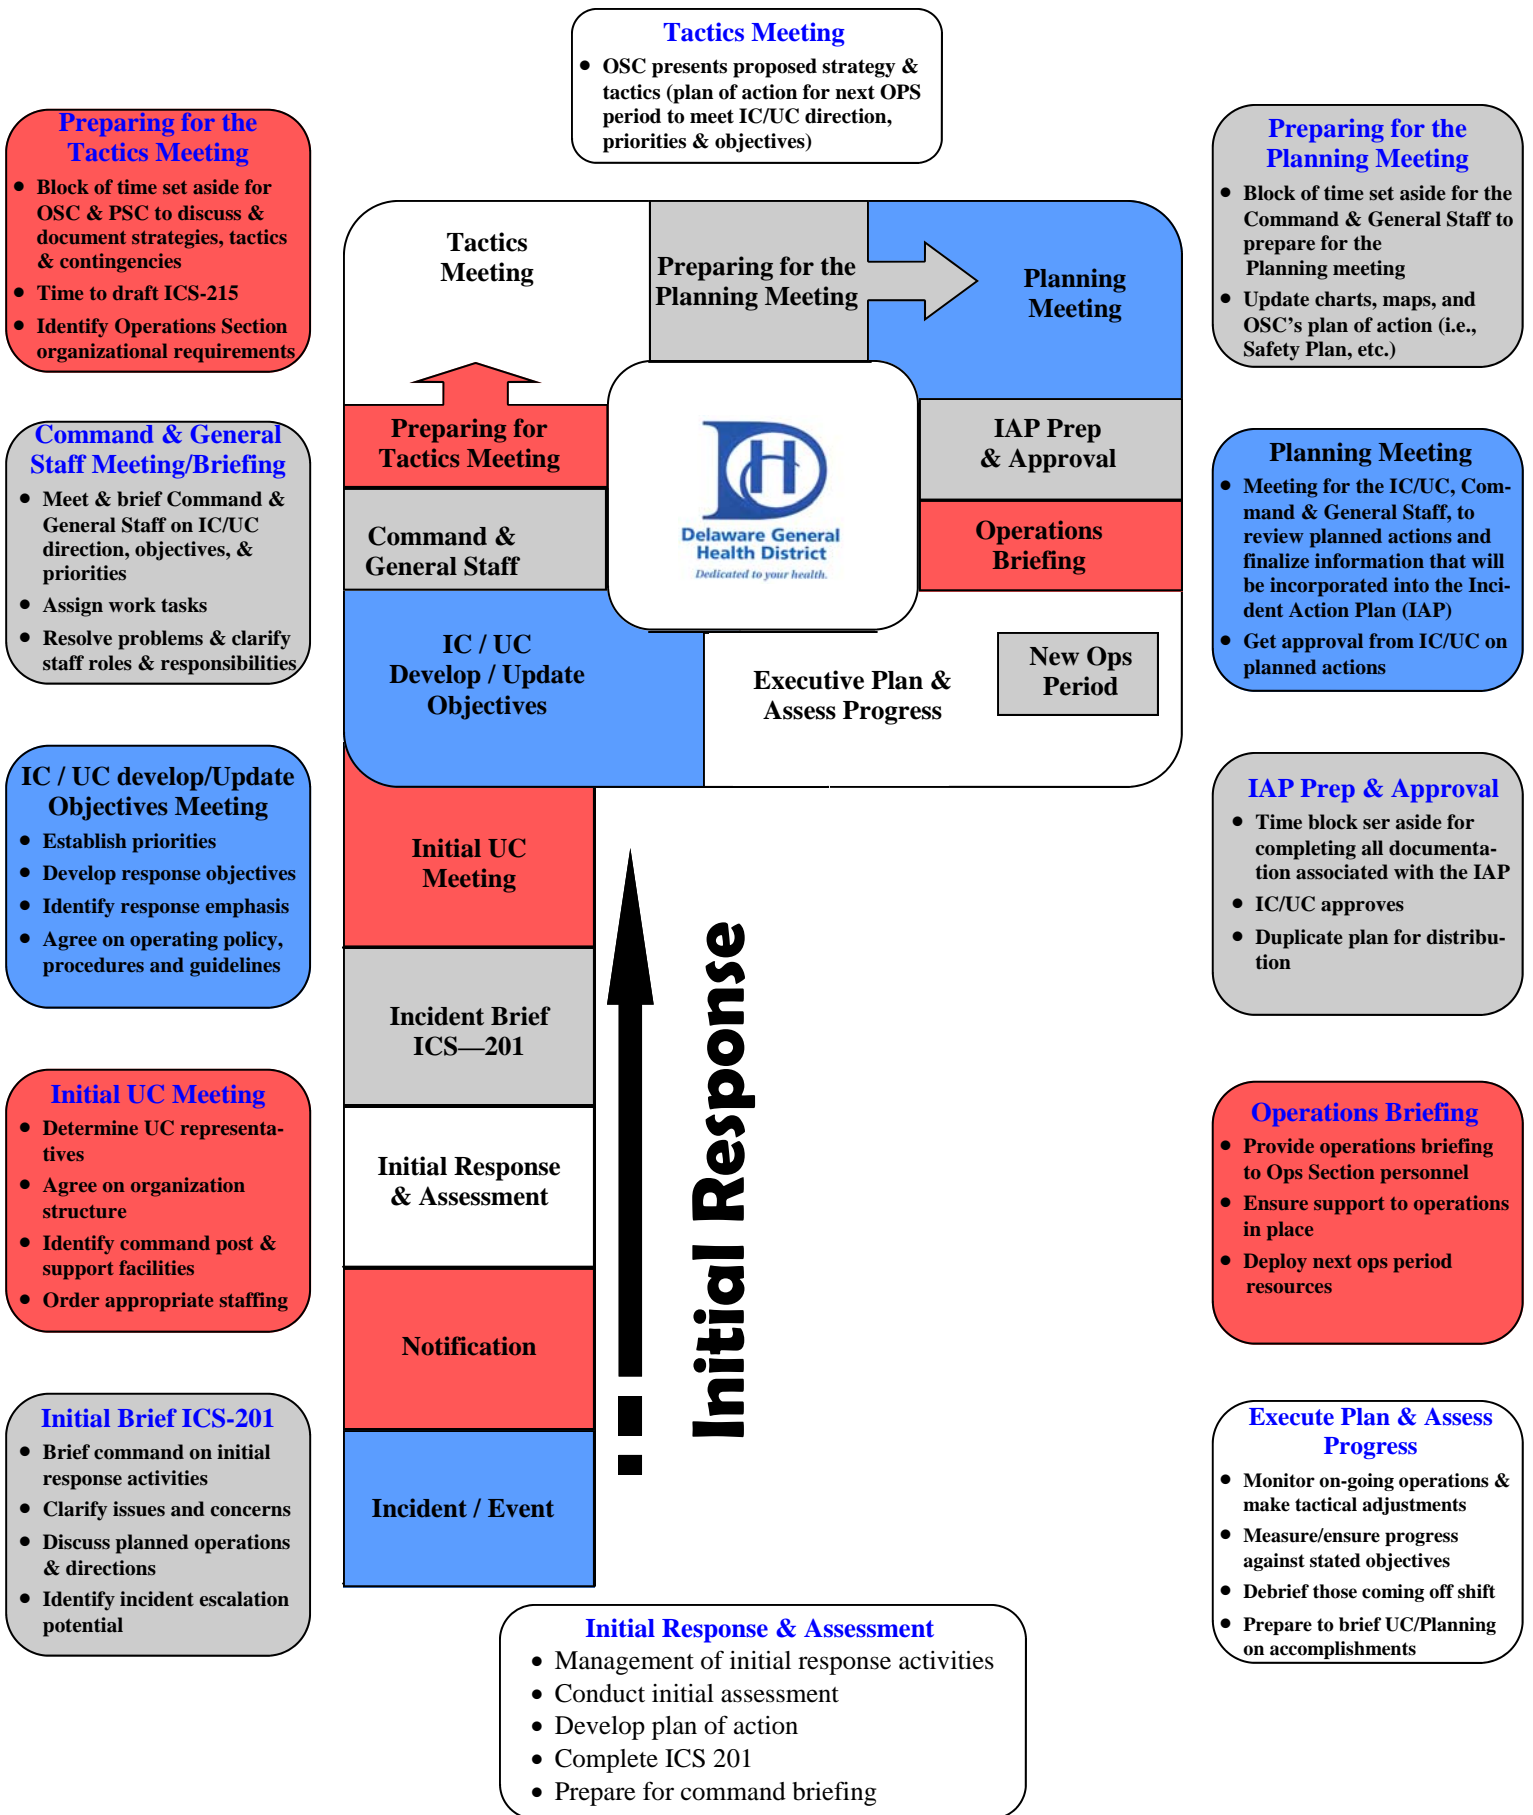 Tactics Meeting
• OSC presents proposed strategy &
tactics (plan of action for next OPS
period to meet IC/UC direction,
priorities & objectives)
Preparing for the
Tactics Meeting
• Block of time set aside for
OSC & PSC to discuss &
document strategies, tactics
& contingencies
• Time to draft ICS-215
• Identify Operations Section
organizational requirements
Command & General
Staff Meeting/Briefing
• Meet & brief Command &
General Staff on IC/UC
direction, objectives, &
priorities
• Assign work tasks
• Resolve problems & clarify
staff roles & responsibilities
IC / UC develop/Update
Objectives Meeting
• Establish priorities
• Develop response objectives
• Identify response emphasis
• Agree on operating policy,
procedures and guidelines
Initial UC Meeting
• Determine UC representa-
tives
• Agree on organization
structure
• Identify command post &
support facilities
• Order appropriate staffing
Initial Brief ICS-201
• Brief command on initial
response activities
• Clarify issues and concerns
• Discuss planned operations
& directions
• Identify incident escalation
potential
Tactics
Meeting
Preparing for the
Planning Meeting
Planning
Meeting
Preparing for
Tactics Meeting
Command &
General Staff
IC / UC
Develop / Update
Objectives
DH
Delaware General
Health District
Dedicated to your health.
IAP Prep
& Approval
Operations
Briefing
New Ops
Period
Executive Plan &
Assess Progress
Initial UC
Meeting
Incident Brief
ICS—201
Initial Response
& Assessment
Notification
Incident / Event
Initial Response
Preparing for the
Planning Meeting
• Block of time set aside for the
Command & General Staff to
prepare for the
Planning meeting
• Update charts, maps, and
OSC’s plan of action (i.e.,
Safety Plan, etc.)
Planning Meeting
• Meeting for the IC/UC, Com-
mand & General Staff, to
review planned actions and
finalize information that will
be incorporated into the Inci-
dent Action Plan (IAP)
• Get approval from IC/UC on
planned actions
IAP Prep & Approval
• Time block ser aside for
completing all documenta-
tion associated with the IAP
• IC/UC approves
• Duplicate plan for distribu-
tion
Operations Briefing
• Provide operations briefing
to Ops Section personnel
• Ensure support to operations
in place
• Deploy next ops period
resources
Execute Plan & Assess
Progress
• Monitor on-going operations &
make tactical adjustments
• Measure/ensure progress
against stated objectives
• Debrief those coming off shift
• Prepare to brief UC/Planning
on accomplishments
Initial Response & Assessment
• Management of initial response activities
• Conduct initial assessment
• Develop plan of action
• Complete ICS 201
• Prepare for command briefing